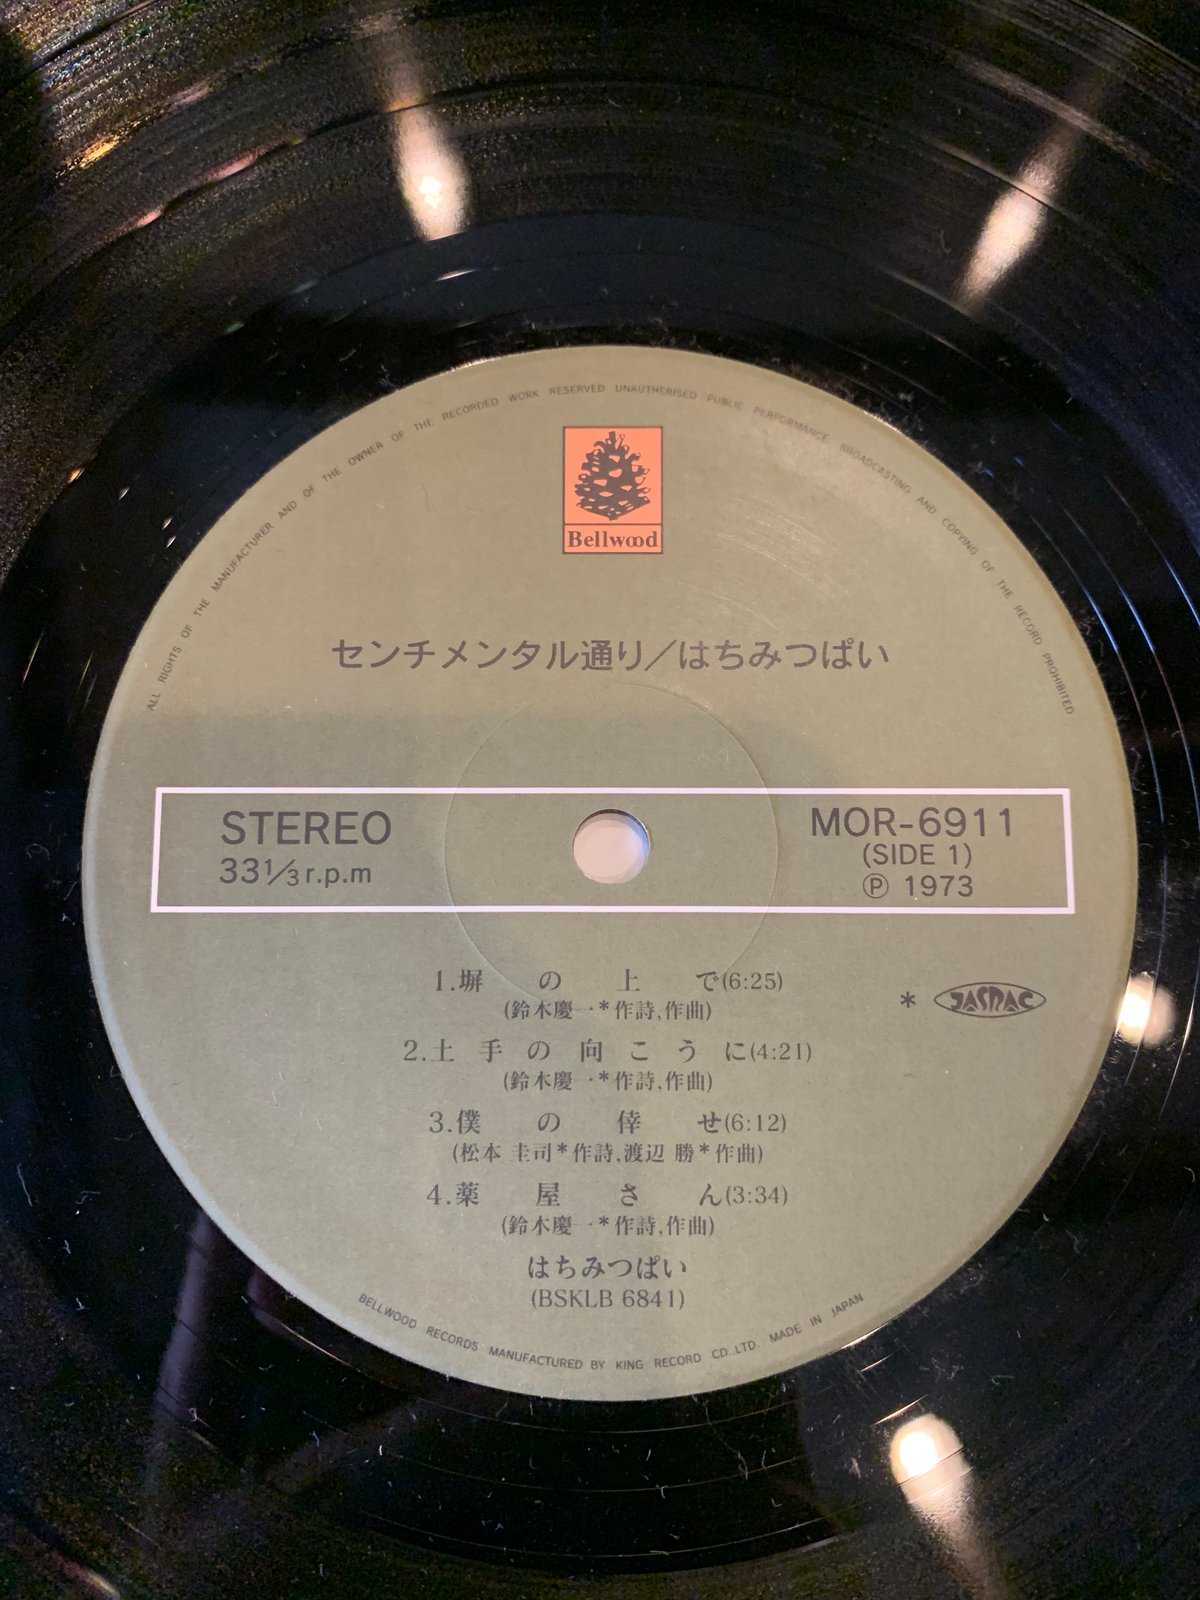 ALL RIGHTS OF THE MANUFACTURER AND OF THE OWNER OF THE RECORDED WORK RESERVED UNAUTHERISED PUBLIC PERFORMANCE BROADCASTING AND COPYING OF THE RECORD PROHIBITED
Bellwood
センチメンタル通り／はちみつぱい
STEREO
33⅓ r.p.m
MOR-6911
(SIDE 1)
Ⓟ 1973
1.塀の上で(6:25)
(鈴木慶一*作詩,作曲)
* JASRAC
2.土手の向こうに(4:21)
(鈴木慶一*作詩,作曲)
3.僕の倖せ(6:12)
(松本 圭司*作詩,渡辺 勝*作曲)
4.薬屋さん(3:34)
(鈴木慶一*作詩,作曲)
はちみつぱい
(BSKLB 6841)
BELLWOOD RECORDS MANUFACTURED BY KING RECORD CO.,LTD. MADE IN JAPAN